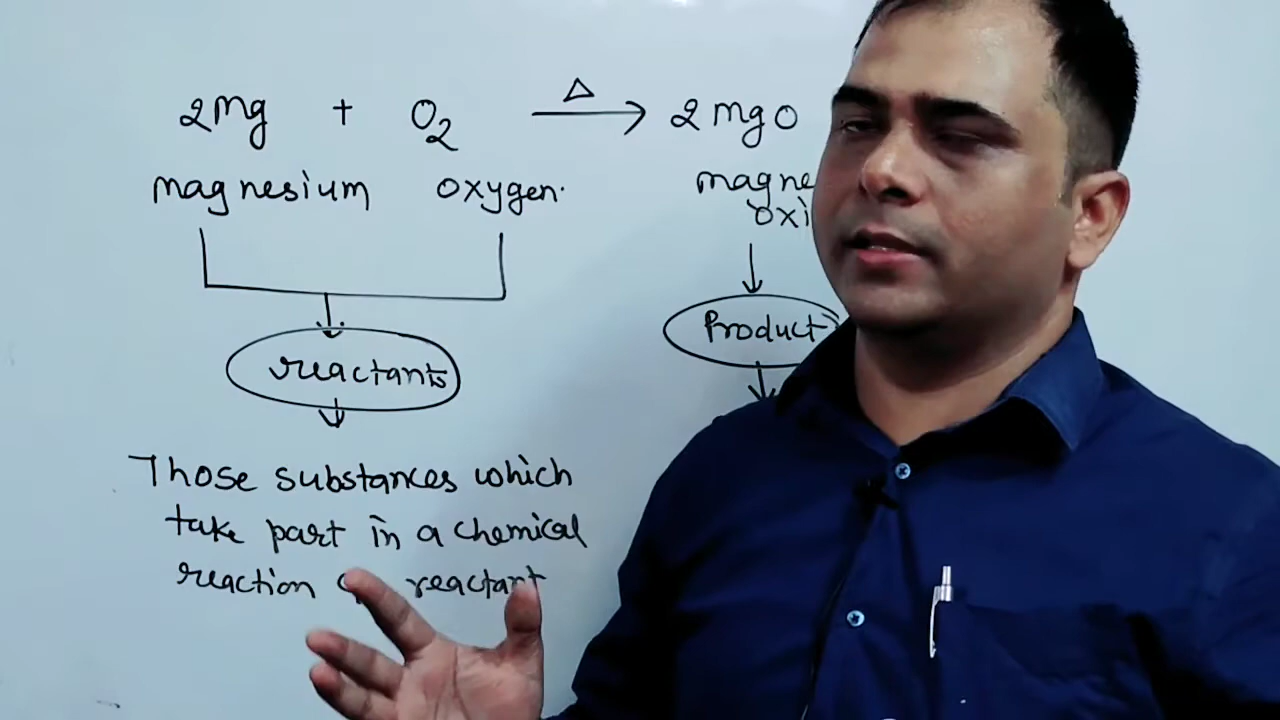 2Mg + O2 Δ → 2MgO
magnesium oxygen. magne
oxi
reactants Product
Those substances which
take part in a chemical
reaction reactant